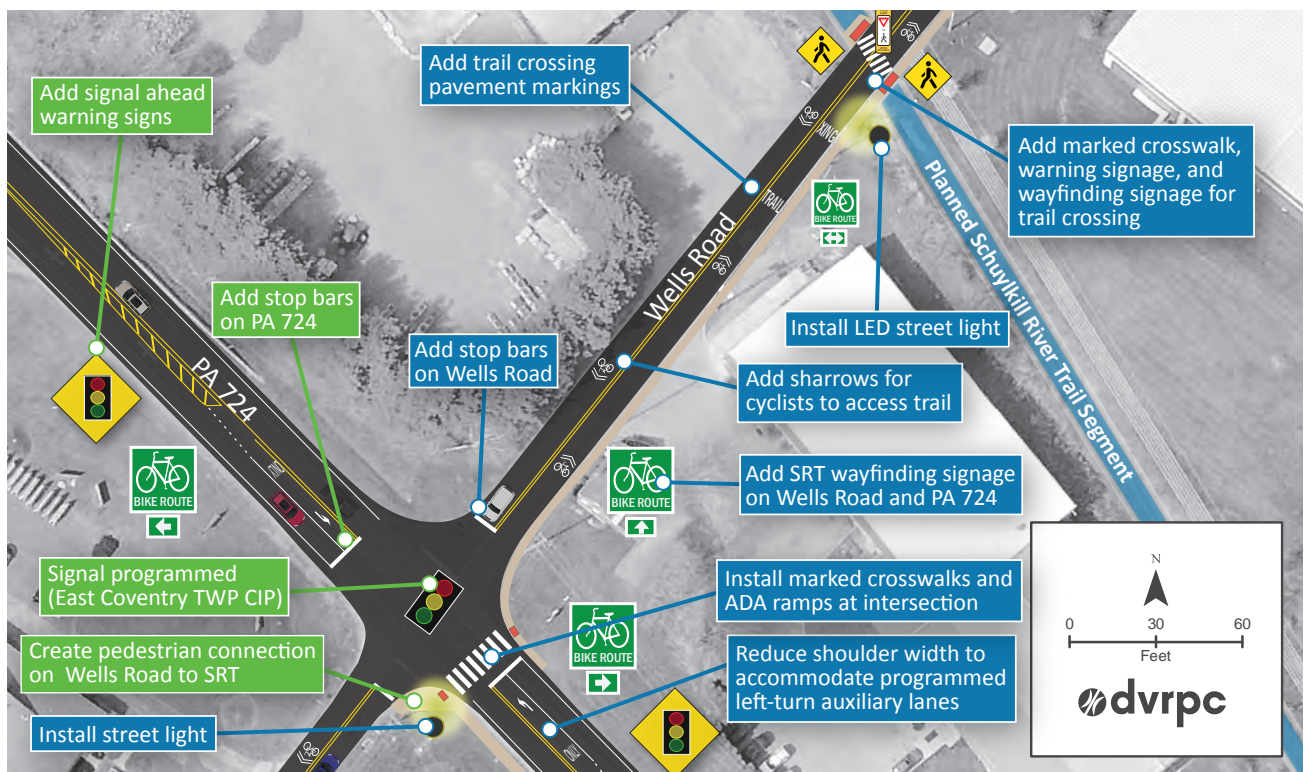 Add signal ahead
warning signs
Add trail crossing
pavement markings
Add marked crosswalk,
warning signage, and
wayfinding signage for
trail crossing
XING
TRAIL
BIKE ROUTE
Wells Road
Planned Schuylkill River Trail Segment
Add stop bars
on PA 724
PA 724
Add stop bars
on Wells Road
Install LED street light
Add sharrows for
cyclists to access trail
BIKE ROUTE
ONLY
BIKE ROUTE
Add SRT wayfinding signage
on Wells Road and PA 724
Signal programmed
(East Coventry TWP CIP)
Install marked crosswalks and
ADA ramps at intersection
BIKE ROUTE
Create pedestrian connection
on Wells Road to SRT
Reduce shoulder width to
accommodate programmed
left-turn auxiliary lanes
Install street light
ONLY
N
0 30 60
Feet
dvrpc